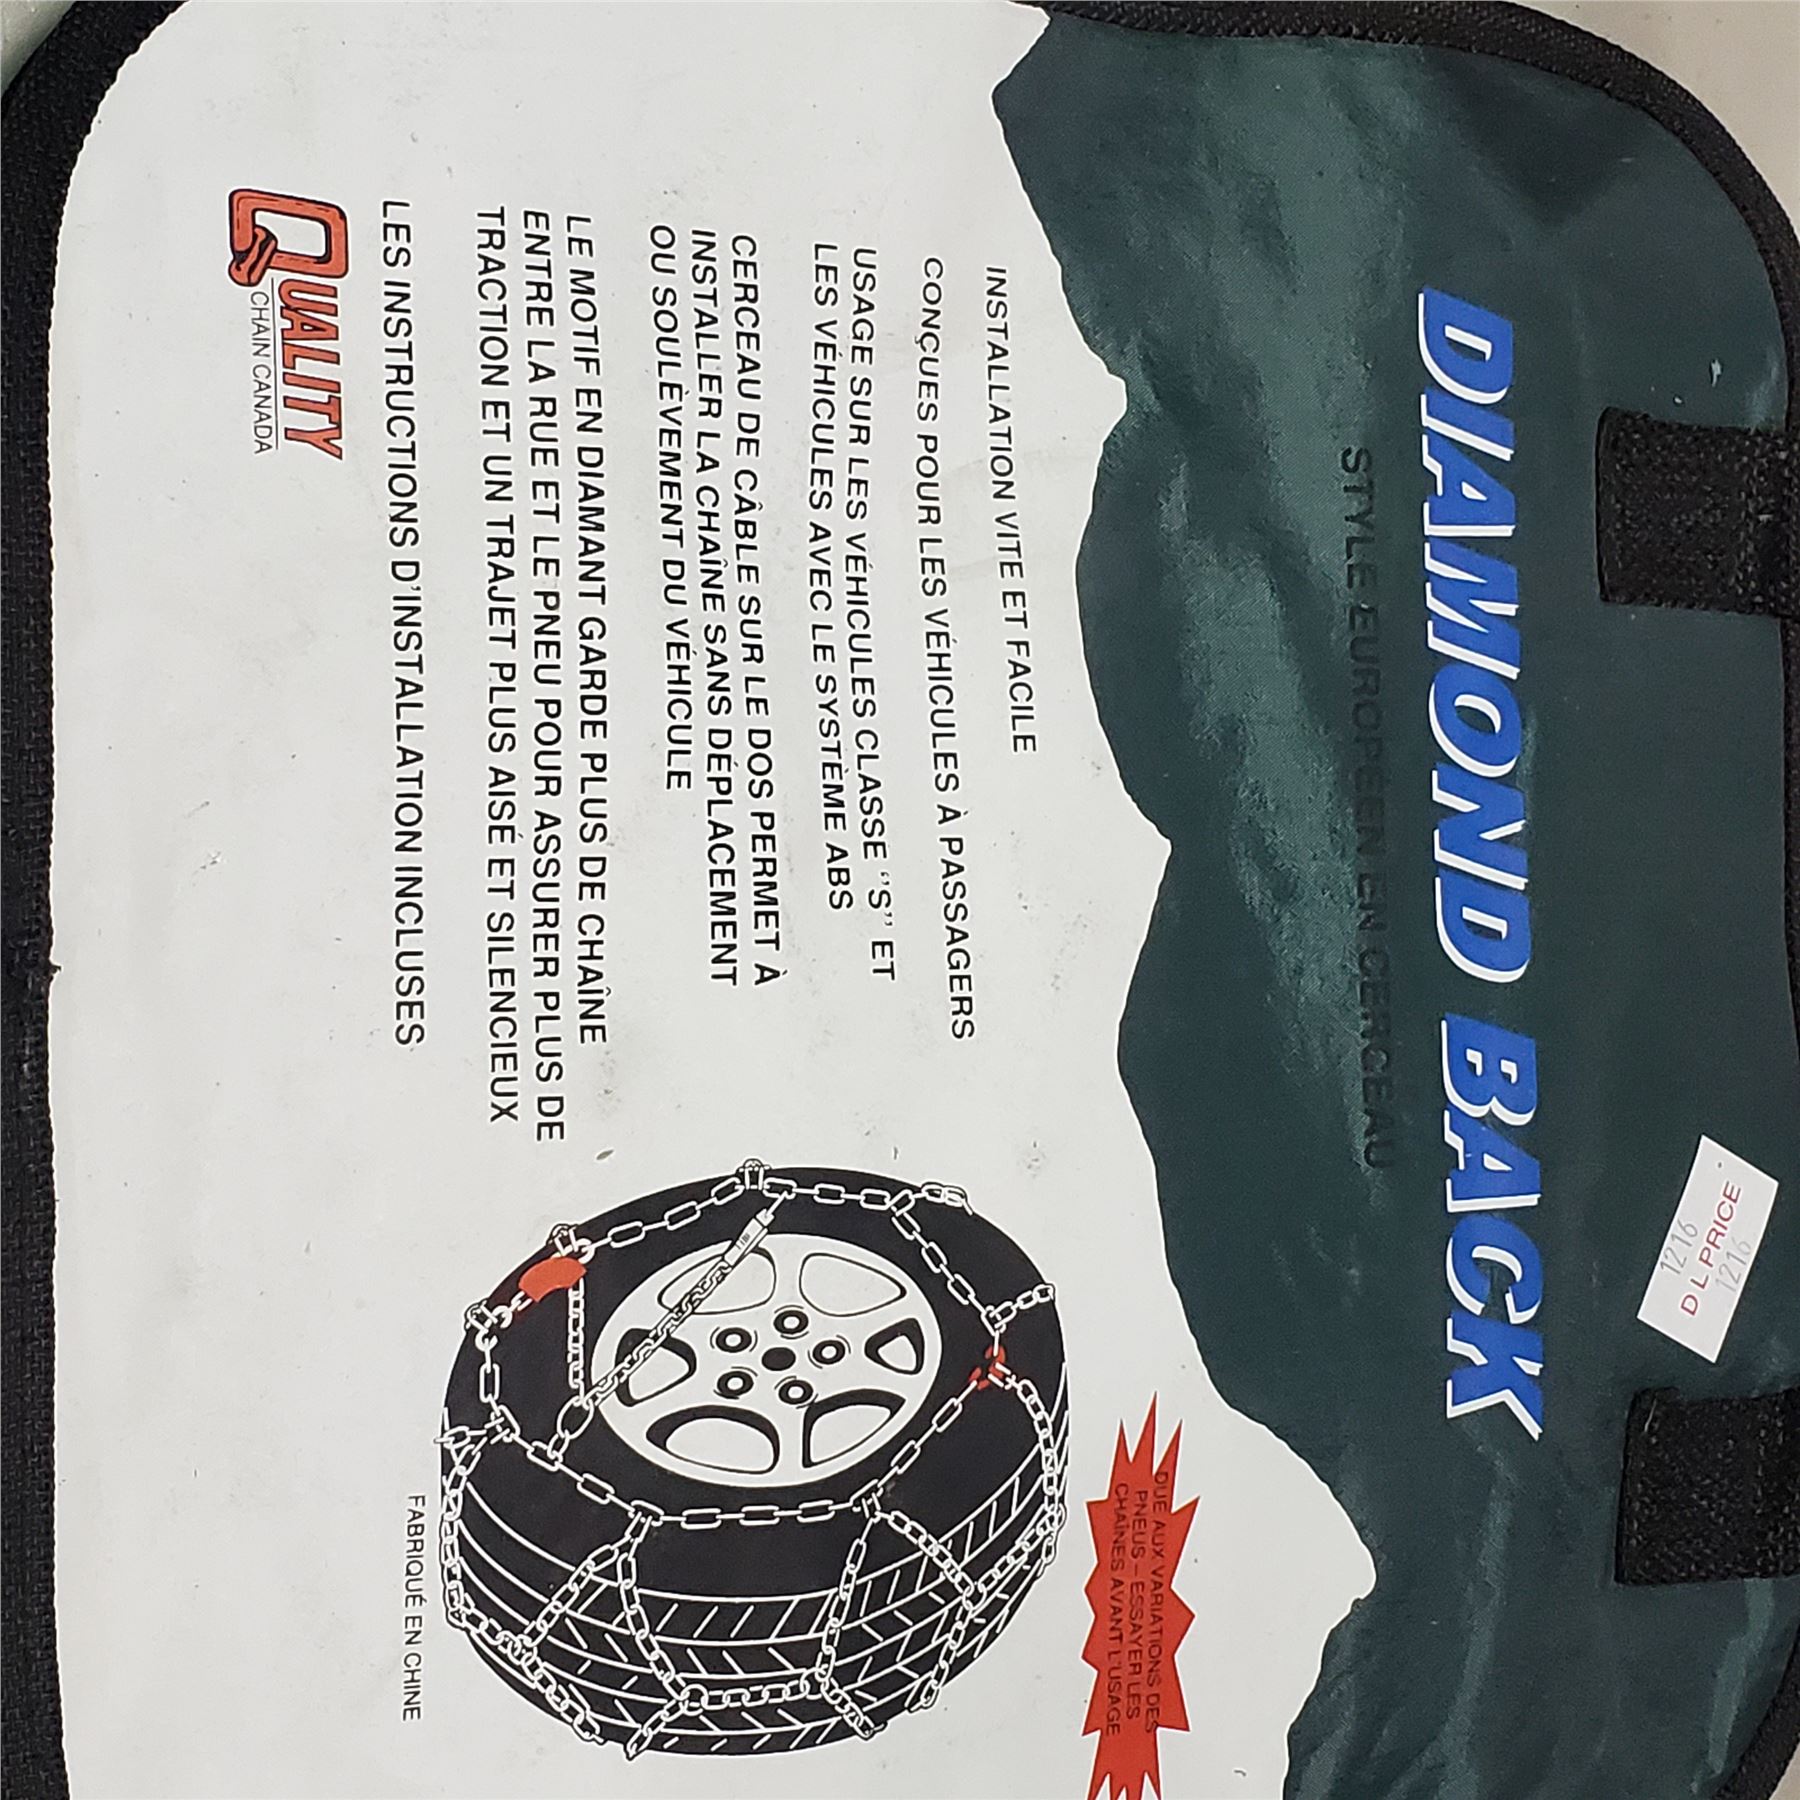 DIAMOND BACK
STYLE EUROPÉEN EN CERCEAU
1216
D L PRICE
1216
INSTALLATION VITE ET FACILE
CONÇUES POUR LES VÉHICULES À PASSAGERS
USAGE SUR LES VÉHICULES CLASSE "S" ET
LES VÉHICULES AVEC LE SYSTÈME ABS
CERCEAU DE CÂBLE SUR LE DOS PERMET À
INSTALLER LA CHAÎNE SANS DÉPLACEMENT
OU SOULÈVEMENT DU VÉHICULE
LE MOTIF EN DIAMANT GARDE PLUS DE CHAÎNE
ENTRE LA RUE ET LE PNEU POUR ASSURER PLUS DE
TRACTION ET UN TRAJET PLUS AISÉ ET SILENCIEUX
LES INSTRUCTIONS D'INSTALLATION INCLUSES
DUE AUX VARIATIONS DES
PNEUS – ESSAYER LES
CHAÎNES AVANT L'USAGE
FABRIQUÉ EN CHINE
QUALITY
CHAIN CANADA